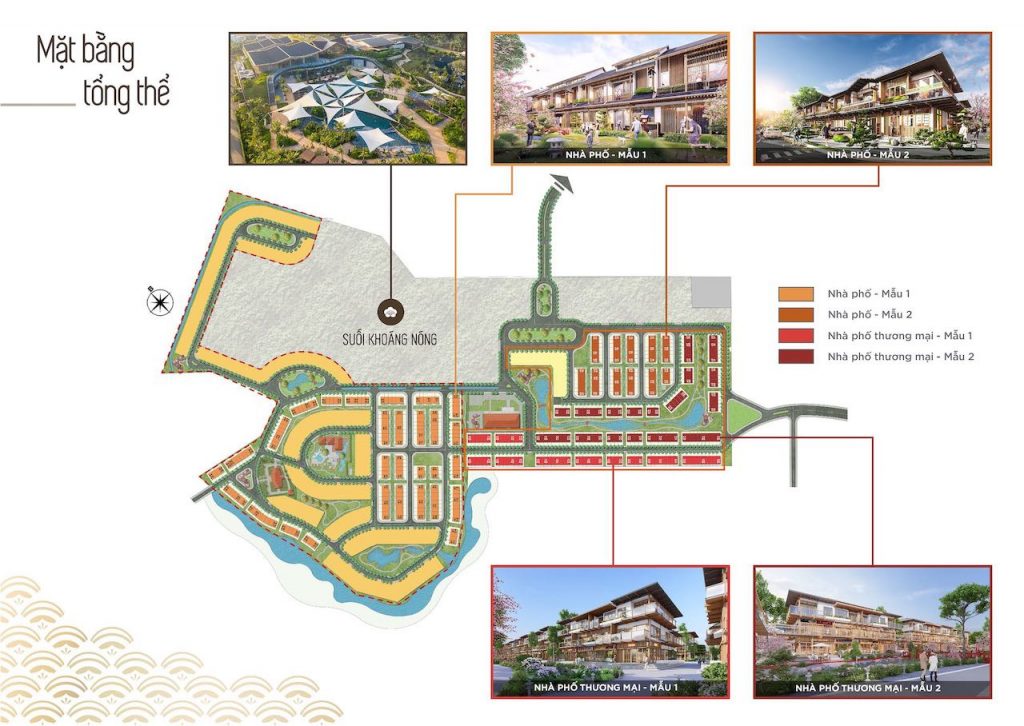 Mặt bằng
tổng thể
NHÀ PHỐ - MẪU 1
NHÀ PHỐ - MẪU 2
SUỐI KHOÁNG NÓNG
Nhà phố - Mẫu 1
Nhà phố - Mẫu 2
Nhà phố thương mại - Mẫu 1
Nhà phố thương mại - Mẫu 2
NHÀ PHỐ THƯƠNG MẠI - MẪU 1
NHÀ PHỐ THƯƠNG MẠI - MẪU 2